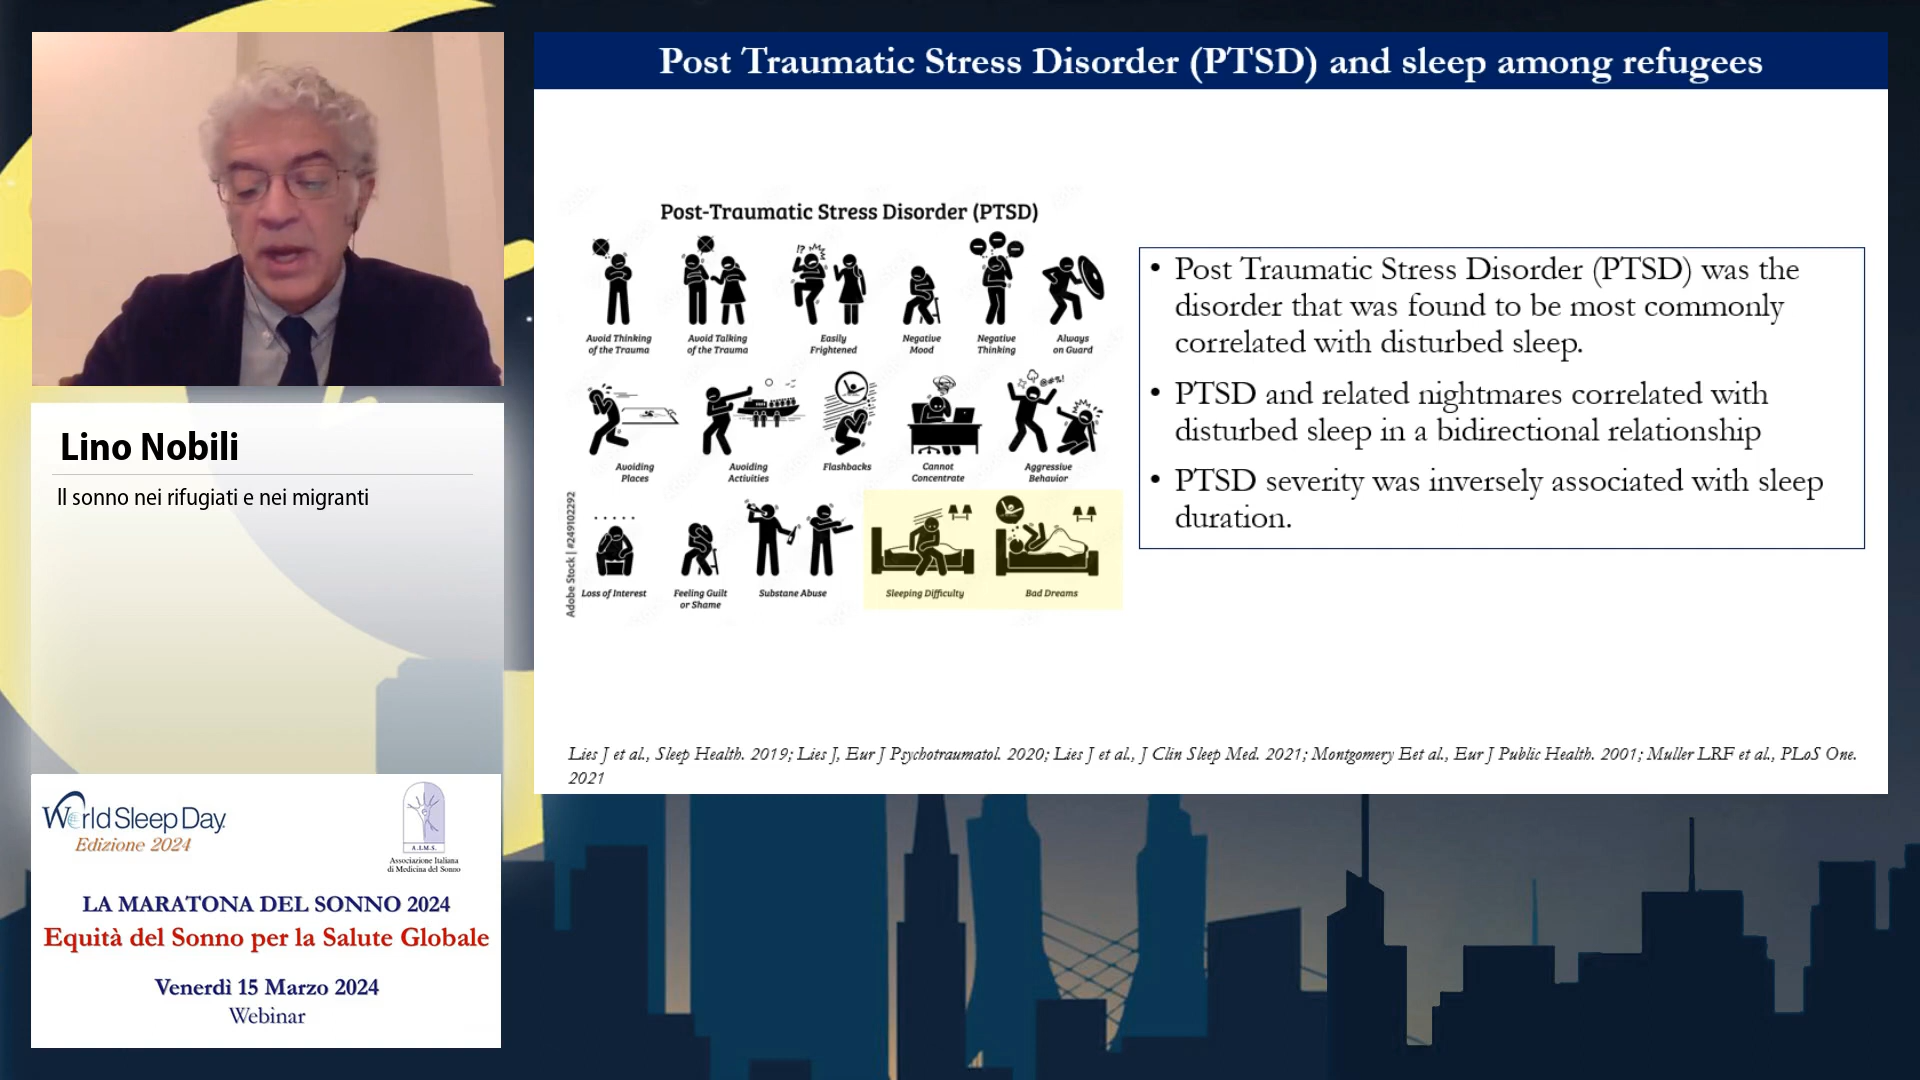 Post Traumatic Stress Disorder (PTSD) and sleep among refugees
Post-Traumatic Stress Disorder (PTSD)
!?
@#%!
Avoid Thinking
of the Trauma
Avoid Talking
of the Trauma
Easily
Frightened
Negative
Mood
Negative
Thinking
Always
on Guard
Avoiding
Places
Avoiding
Activities
Flashbacks
Cannot
Concentrate
Aggressive
Behavior
Loss of Interest
Feeling Guilt
or Shame
Substane Abuse
Sleeping Difficulty
Bad Dreams
Adobe Stock | #249102292
• Post Traumatic Stress Disorder (PTSD) was the
disorder that was found to be most commonly
correlated with disturbed sleep.
• PTSD and related nightmares correlated with
disturbed sleep in a bidirectional relationship
• PTSD severity was inversely associated with sleep
duration.
Lies J et al., Sleep Health. 2019; Lies J, Eur J Psychotraumatol. 2020; Lies J et al., J Clin Sleep Med. 2021; Montgomery Eet al., Eur J Public Health. 2001; Muller LRF et al., PLoS One.
2021
Lino Nobili
Il sonno nei rifugiati e nei migranti
World Sleep Day
Edizione 2024
A.I.M.S.
Associazione Italiana
di Medicina del Sonno
LA MARATONA DEL SONNO 2024
Equità del Sonno per la Salute Globale
Venerdì 15 Marzo 2024
Webinar